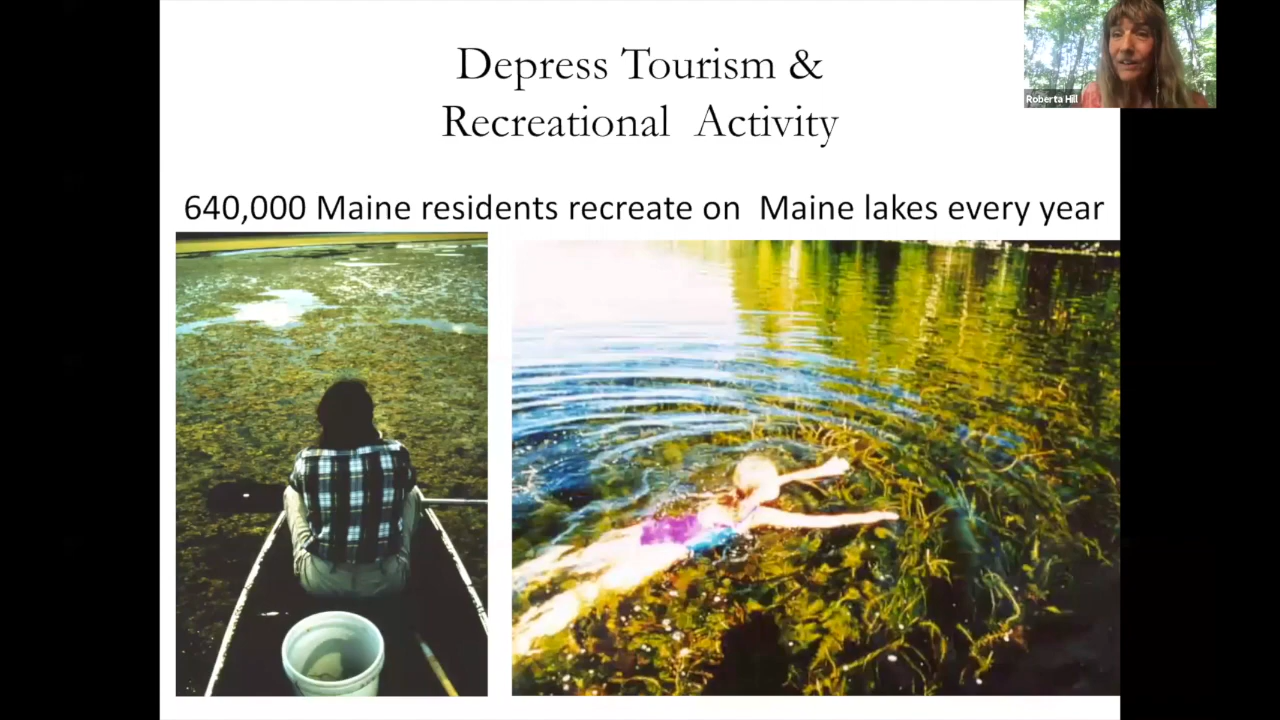 Depress Tourism &
Recreational Activity
Roberta Hill
640,000 Maine residents recreate on Maine lakes every year